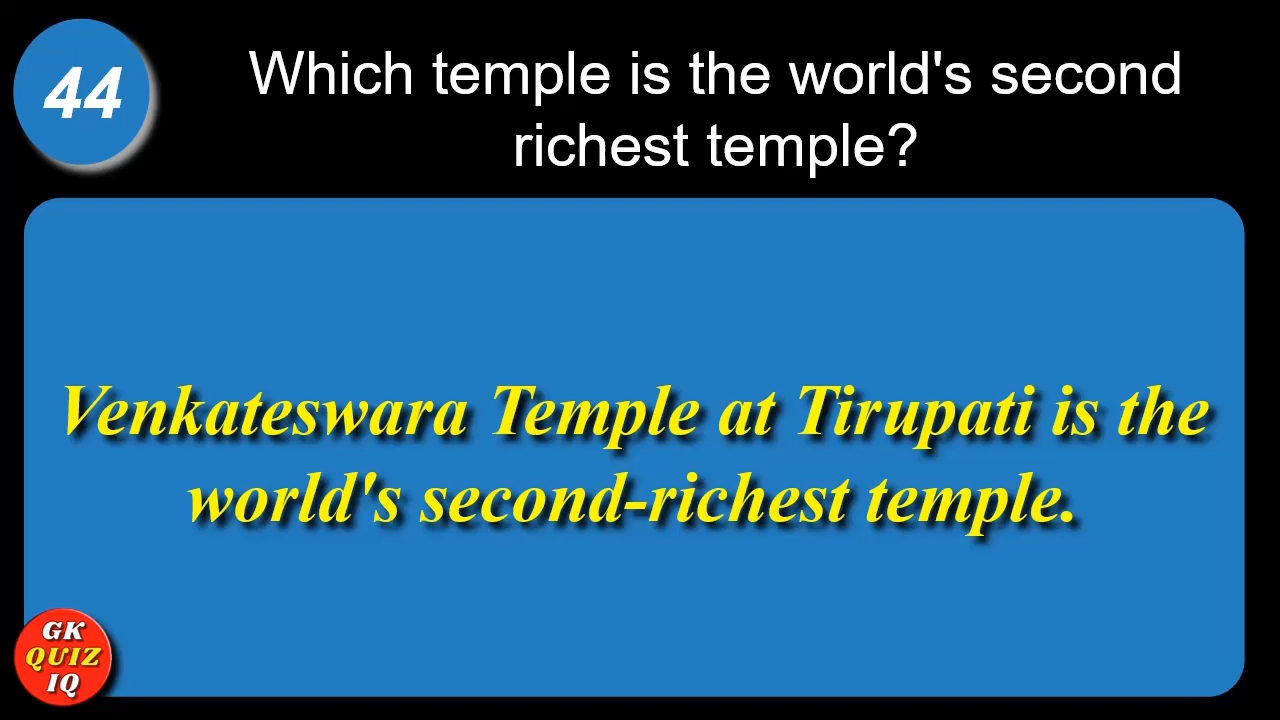 44
Which temple is the world's second
richest temple?
Venkateswara Temple at Tirupati is the
world's second-richest temple.
GK
QUIZ
IQ